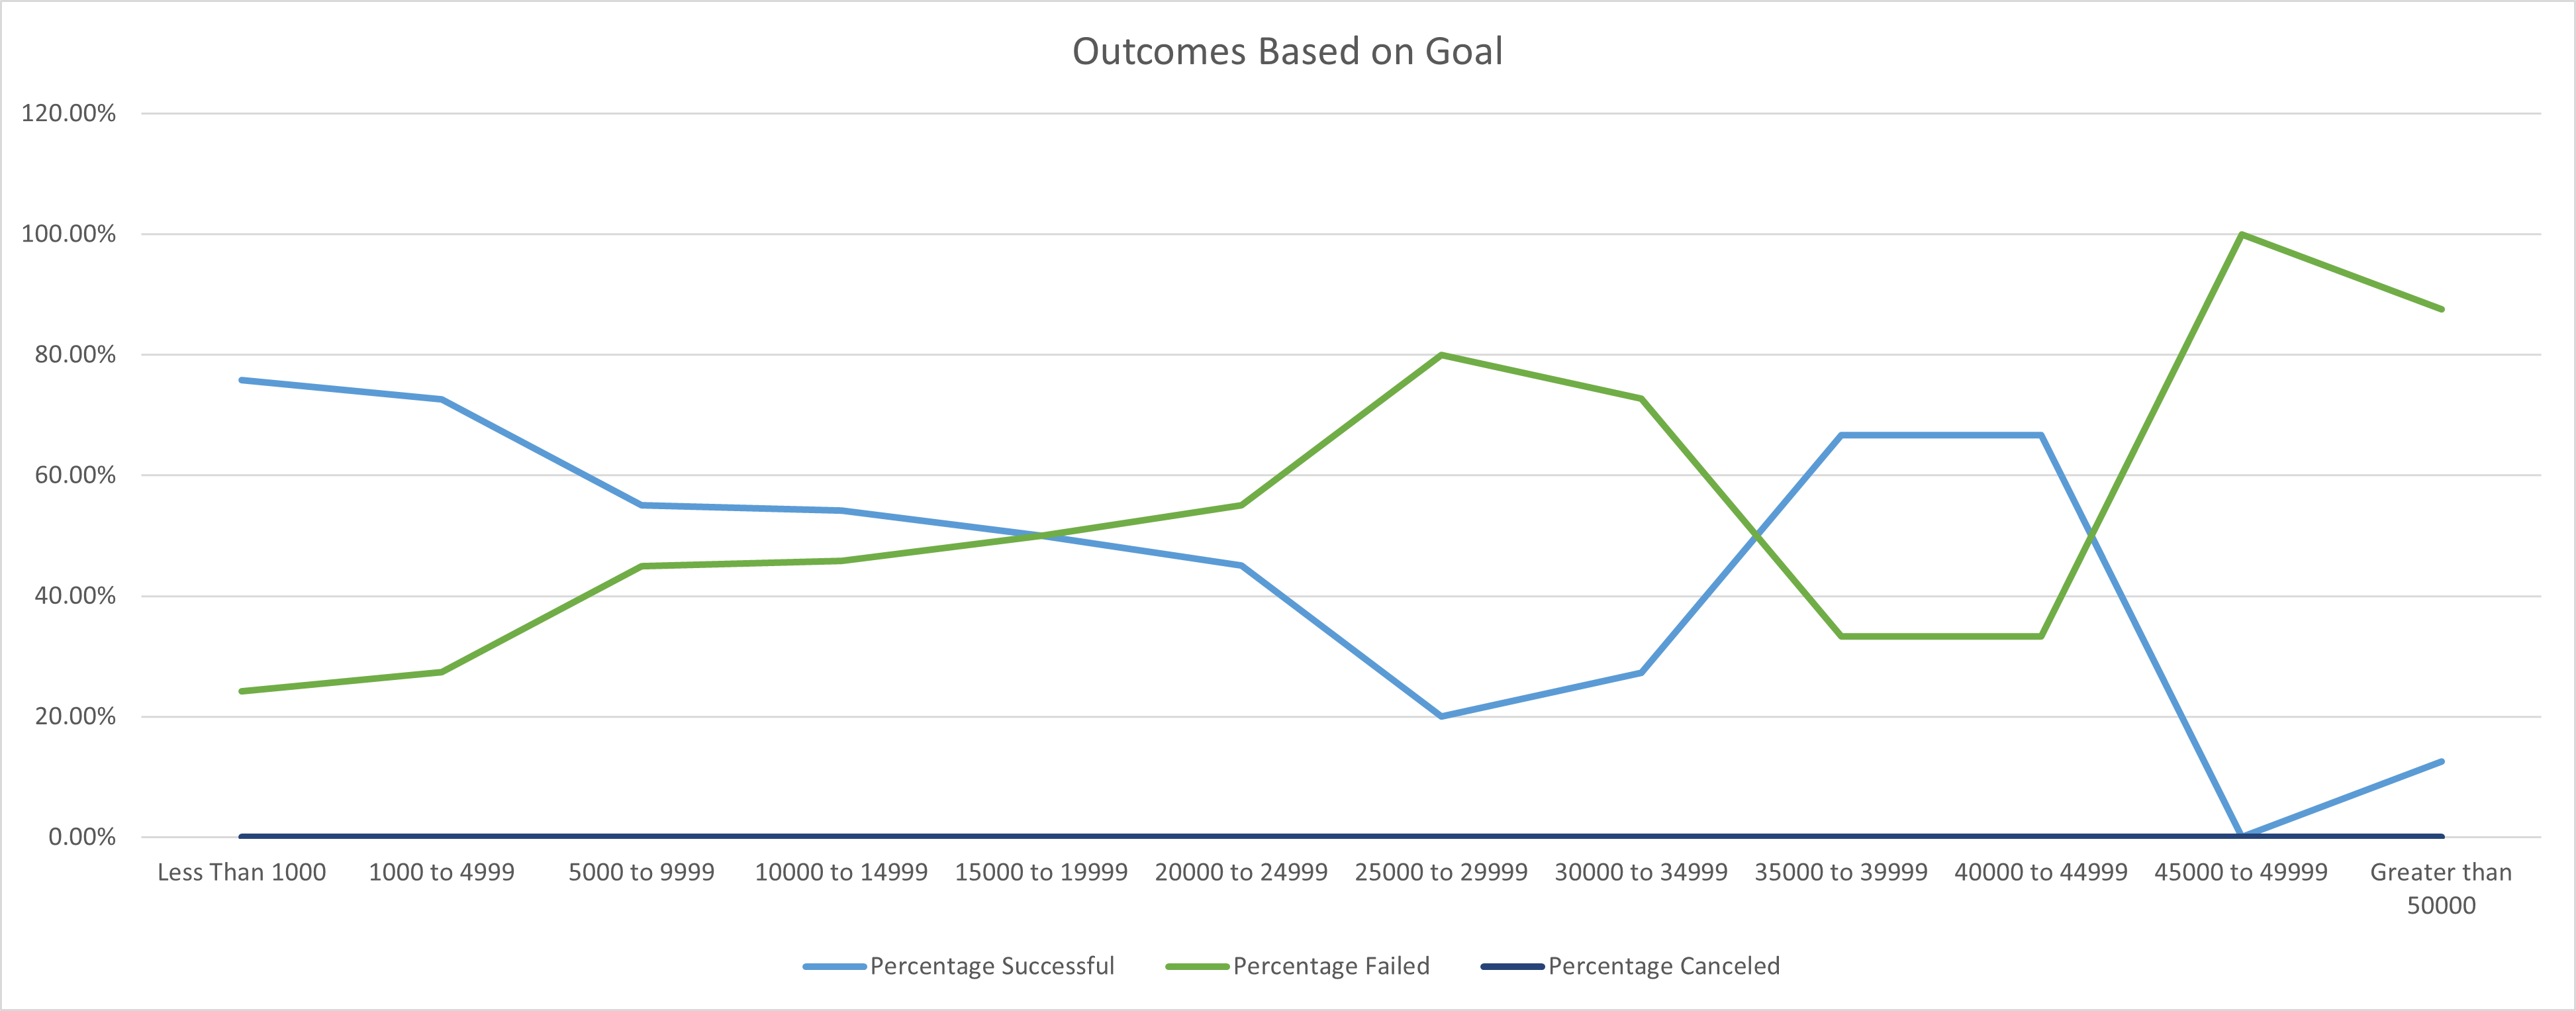 Outcomes Based on Goal
120.00%
100.00%
80.00%
60.00%
40.00%
20.00%
0.00%
Less Than 1000 1000 to 4999 5000 to 9999 10000 to 14999 15000 to 19999 20000 to 24999 25000 to 29999 30000 to 34999 35000 to 39999 40000 to 44999 45000 to 49999 Greater than
50000
Percentage Successful Percentage Failed Percentage Canceled